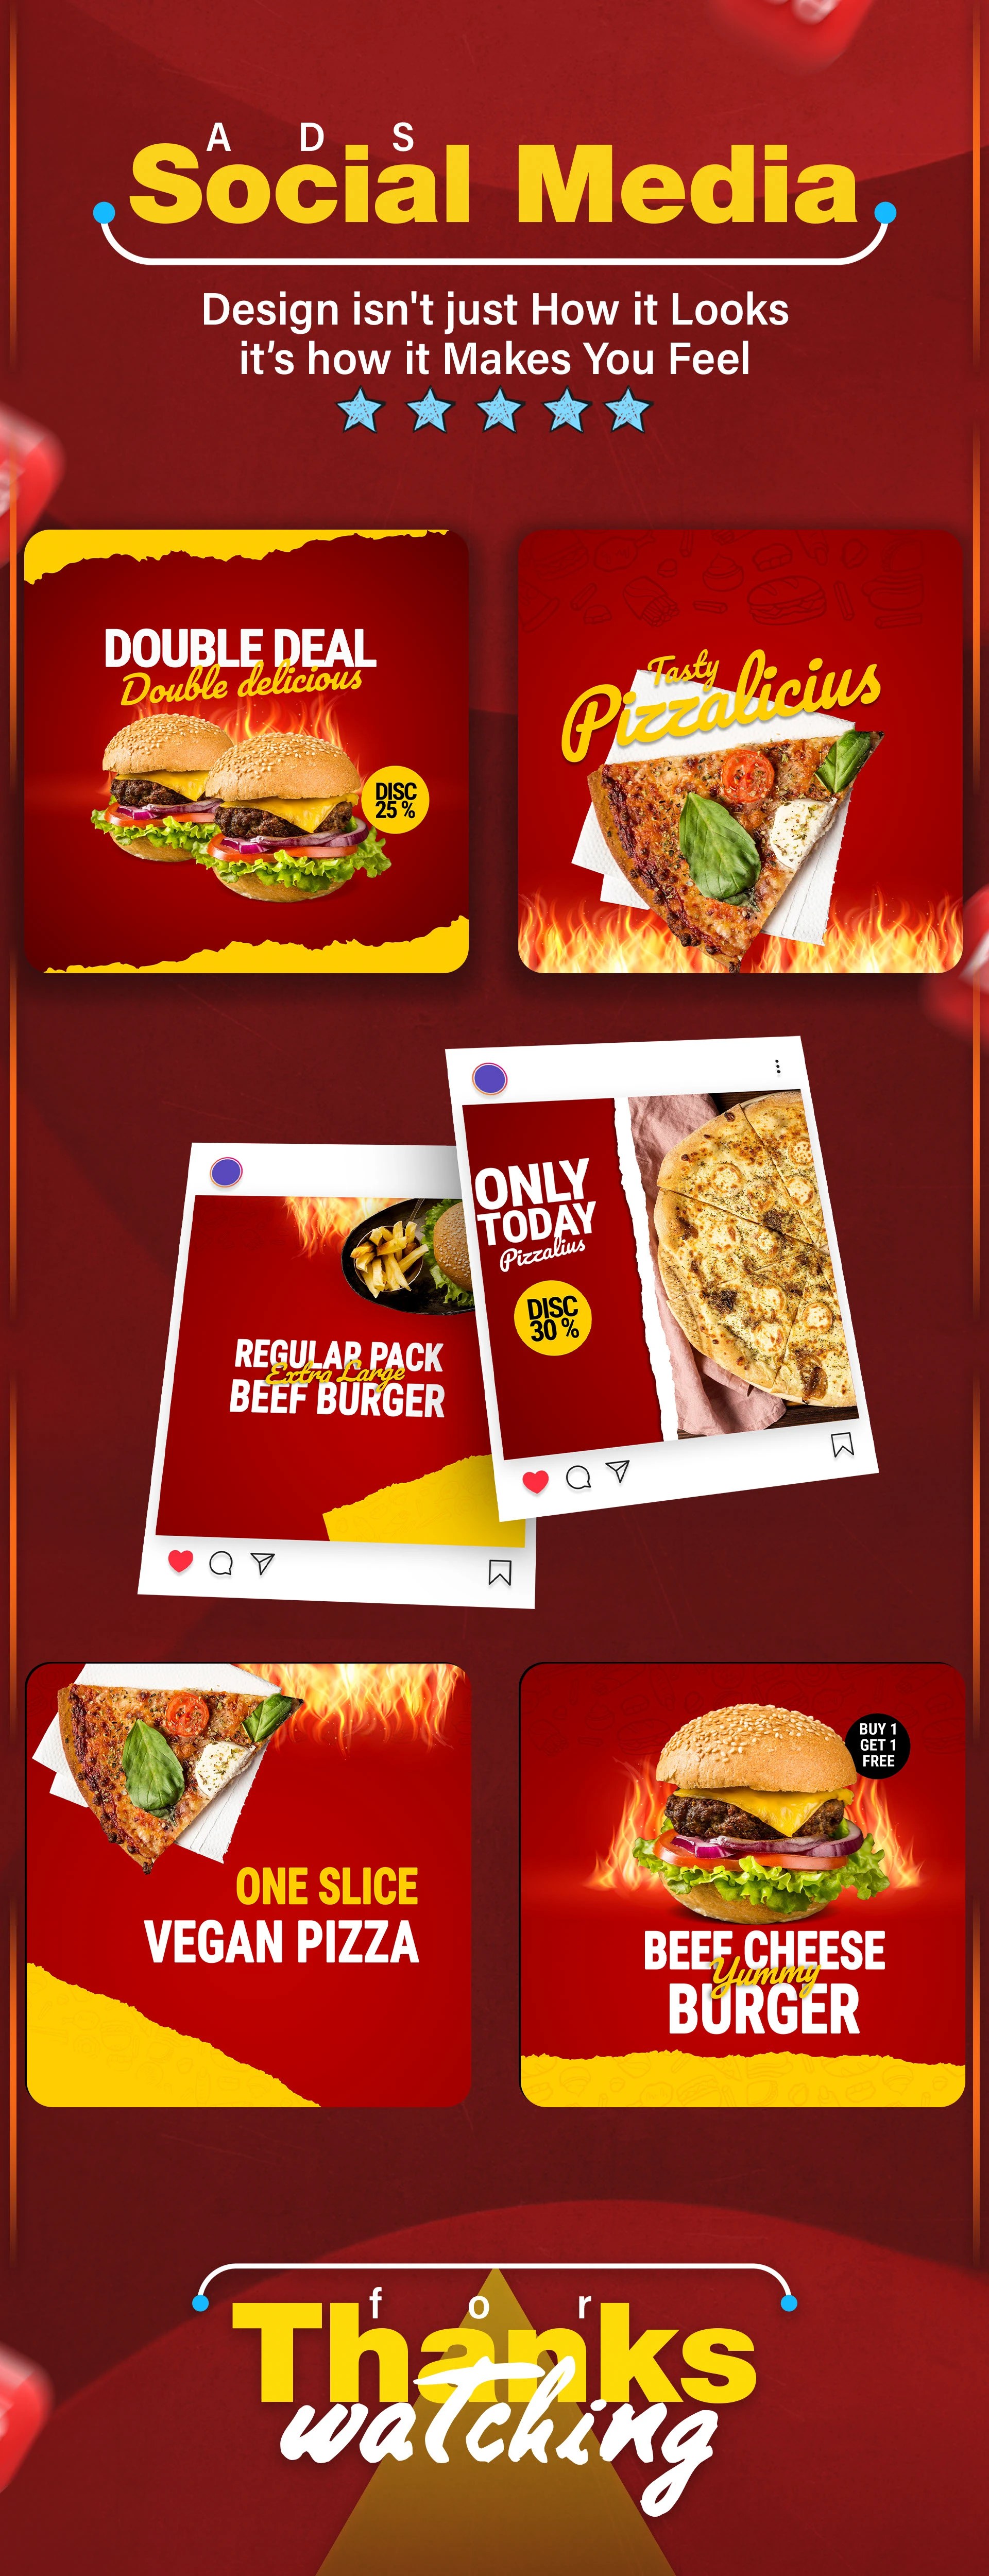 A D S
Social Media
Design isn't just How it Looks
it’s how it Makes You Feel
DOUBLE DEAL
Double delicious
DISC
25 %
Tasty
Pizzalicius
ONLY
TODAY
Pizzalius
DISC
30 %
REGULAR PACK
Extra Large
BEEF BURGER
ONE SLICE
VEGAN PIZZA
BUY 1
GET 1
FREE
BEEF CHEESE
Yummy
BURGER
f o r
Thanks
watching